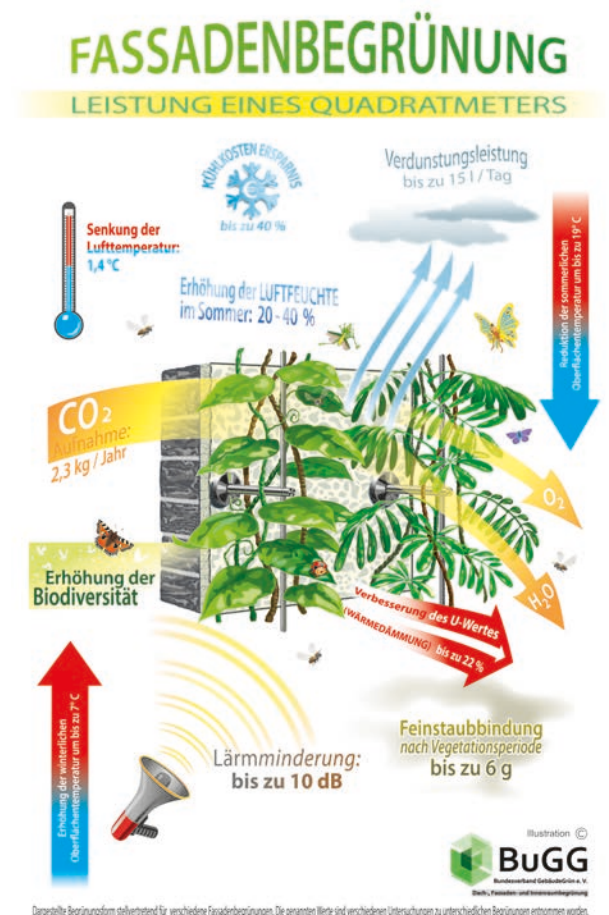 FASSADENBEGRÜNUNG
LEISTUNG EINES QUADRATMETERS
KÜHLKOSTEN ERSPARNIS
bis zu 40 %
Verdunstungsleistung
bis zu 15 l / Tag
Senkung der
Lufttemperatur:
1,4 °C
Erhöhung der LUFTFEUCHTE
im Sommer: 20 - 40 %
Reduktion der sommerlichen
Oberflächentemperatur um bis zu 19° C
CO2
Aufnahme:
2,3 kg / Jahr
O2
H2O
Erhöhung der
Biodiversität
Verbesserung des U-Wertes
(WÄRMEDÄMMUNG) bis zu 22 %
Erhöhung der winterlichen
Oberflächentemperatur um bis zu 7° C
Lärmminderung:
bis zu 10 dB
Feinstaubbindung
nach Vegetationsperiode
bis zu 6 g
Illustration ©
BuGG
Bundesverband GebäudeGrün e. V.
Dach-, Fassaden- und Innenraumbegrünung
Dargestellte Begrünungsform stellvertretend für verschiedene Fassadenbegrünungen. Die genannten Werte sind verschiedenen Untersuchungen zu unterschiedlichen Begrünungen entnommen worden.